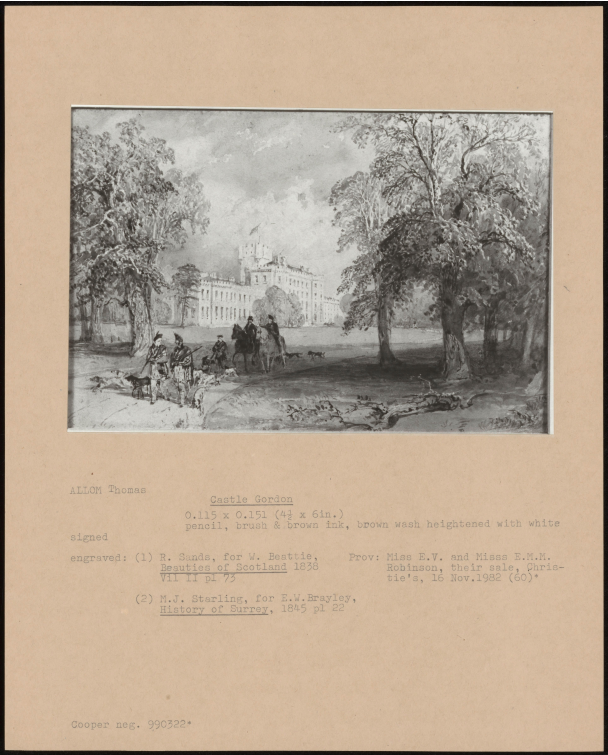 ALLOM Thomas
Castle Gordon
0.115 x 0.151 (4½ x 6in.)
pencil, brush & brown ink, brown wash heightened with white
signed
engraved: (1) R. Sands, for W. Beattie,
Beauties of Scotland 1838
Vil II pl 73
(2) M.J. Starling, for E.W.Brayley,
History of Surrey, 1845 pl 22
Prov: Miss E.V. and Misss E.M.M.
Robinson, their sale, Chris-
tie's, 16 Nov.1982 (60)*
Cooper neg. 990322*